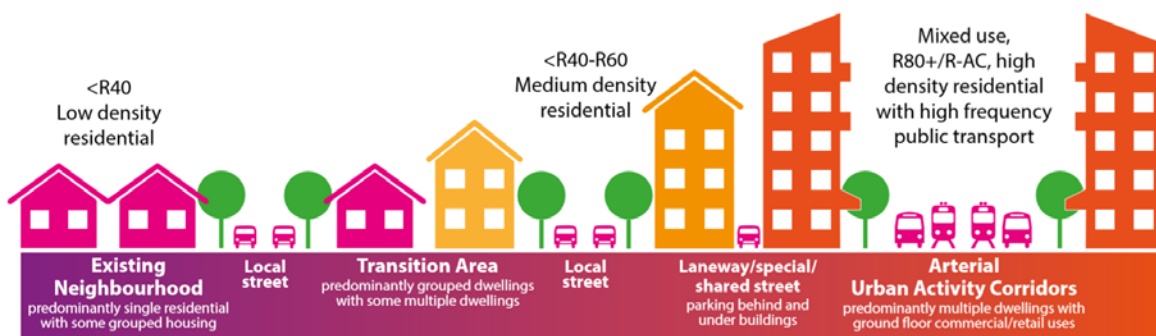 <R40
Low density
residential
<R40-R60
Medium density
residential
Mixed use,
R80+/R-AC, high
density residential
with high frequency
public transport
Existing
Neighbourhood
predominantly single residential
with some grouped housing
Local
street
Transition Area
predominantly grouped dwellings
with some multiple dwellings
Local
street
Laneway/special/
shared street
parking behind and
under buildings
Arterial
Urban Activity Corridors
predominantly multiple dwellings with
ground floor commercial/retail uses